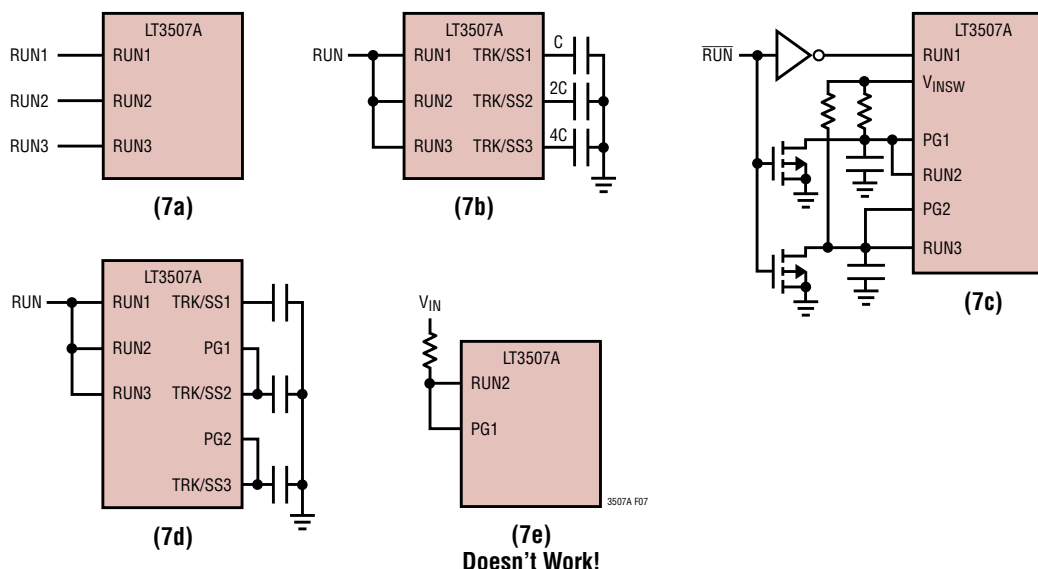 LT3507A
RUN1 RUN1
RUN2 RUN2
RUN3 RUN3
(7a)
LT3507A
RUN RUN1 TRK/SS1 C
RUN2 TRK/SS2 2C
RUN3 TRK/SS3 4C
(7b)
LT3507A
RUN RUN1
VINSW
PG1
RUN2
PG2
RUN3
(7c)
LT3507A
RUN RUN1 TRK/SS1
PG1
RUN2
RUN3 TRK/SS2
PG2
TRK/SS3
(7d)
VIN
LT3507A
RUN2
PG1
3507A F07
(7e)
Doesn't Work!